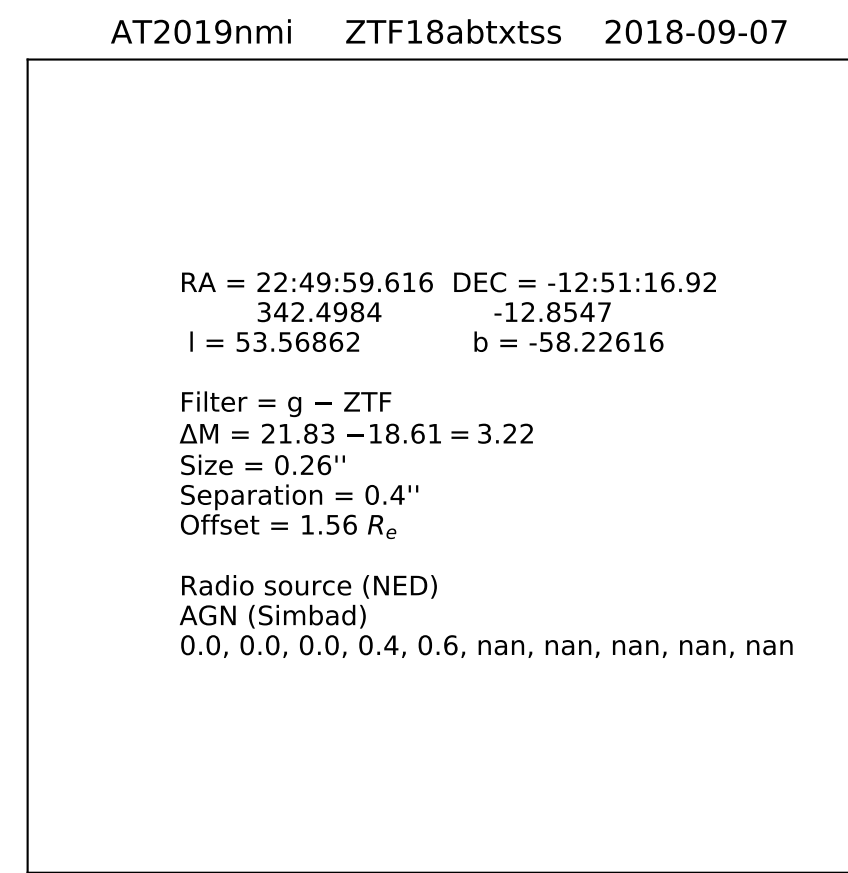 AT2019nmi ZTF18abtxtss 2018-09-07
RA = 22:49:59.616 DEC = -12:51:16.92
342.4984 -12.8547
l = 53.56862 b = -58.22616
Filter = g − ZTF
ΔM = 21.83 −18.61 = 3.22
Size = 0.26''
Separation = 0.4''
Offset = 1.56 Re
Radio source (NED)
AGN (Simbad)
0.0, 0.0, 0.0, 0.4, 0.6, nan, nan, nan, nan, nan